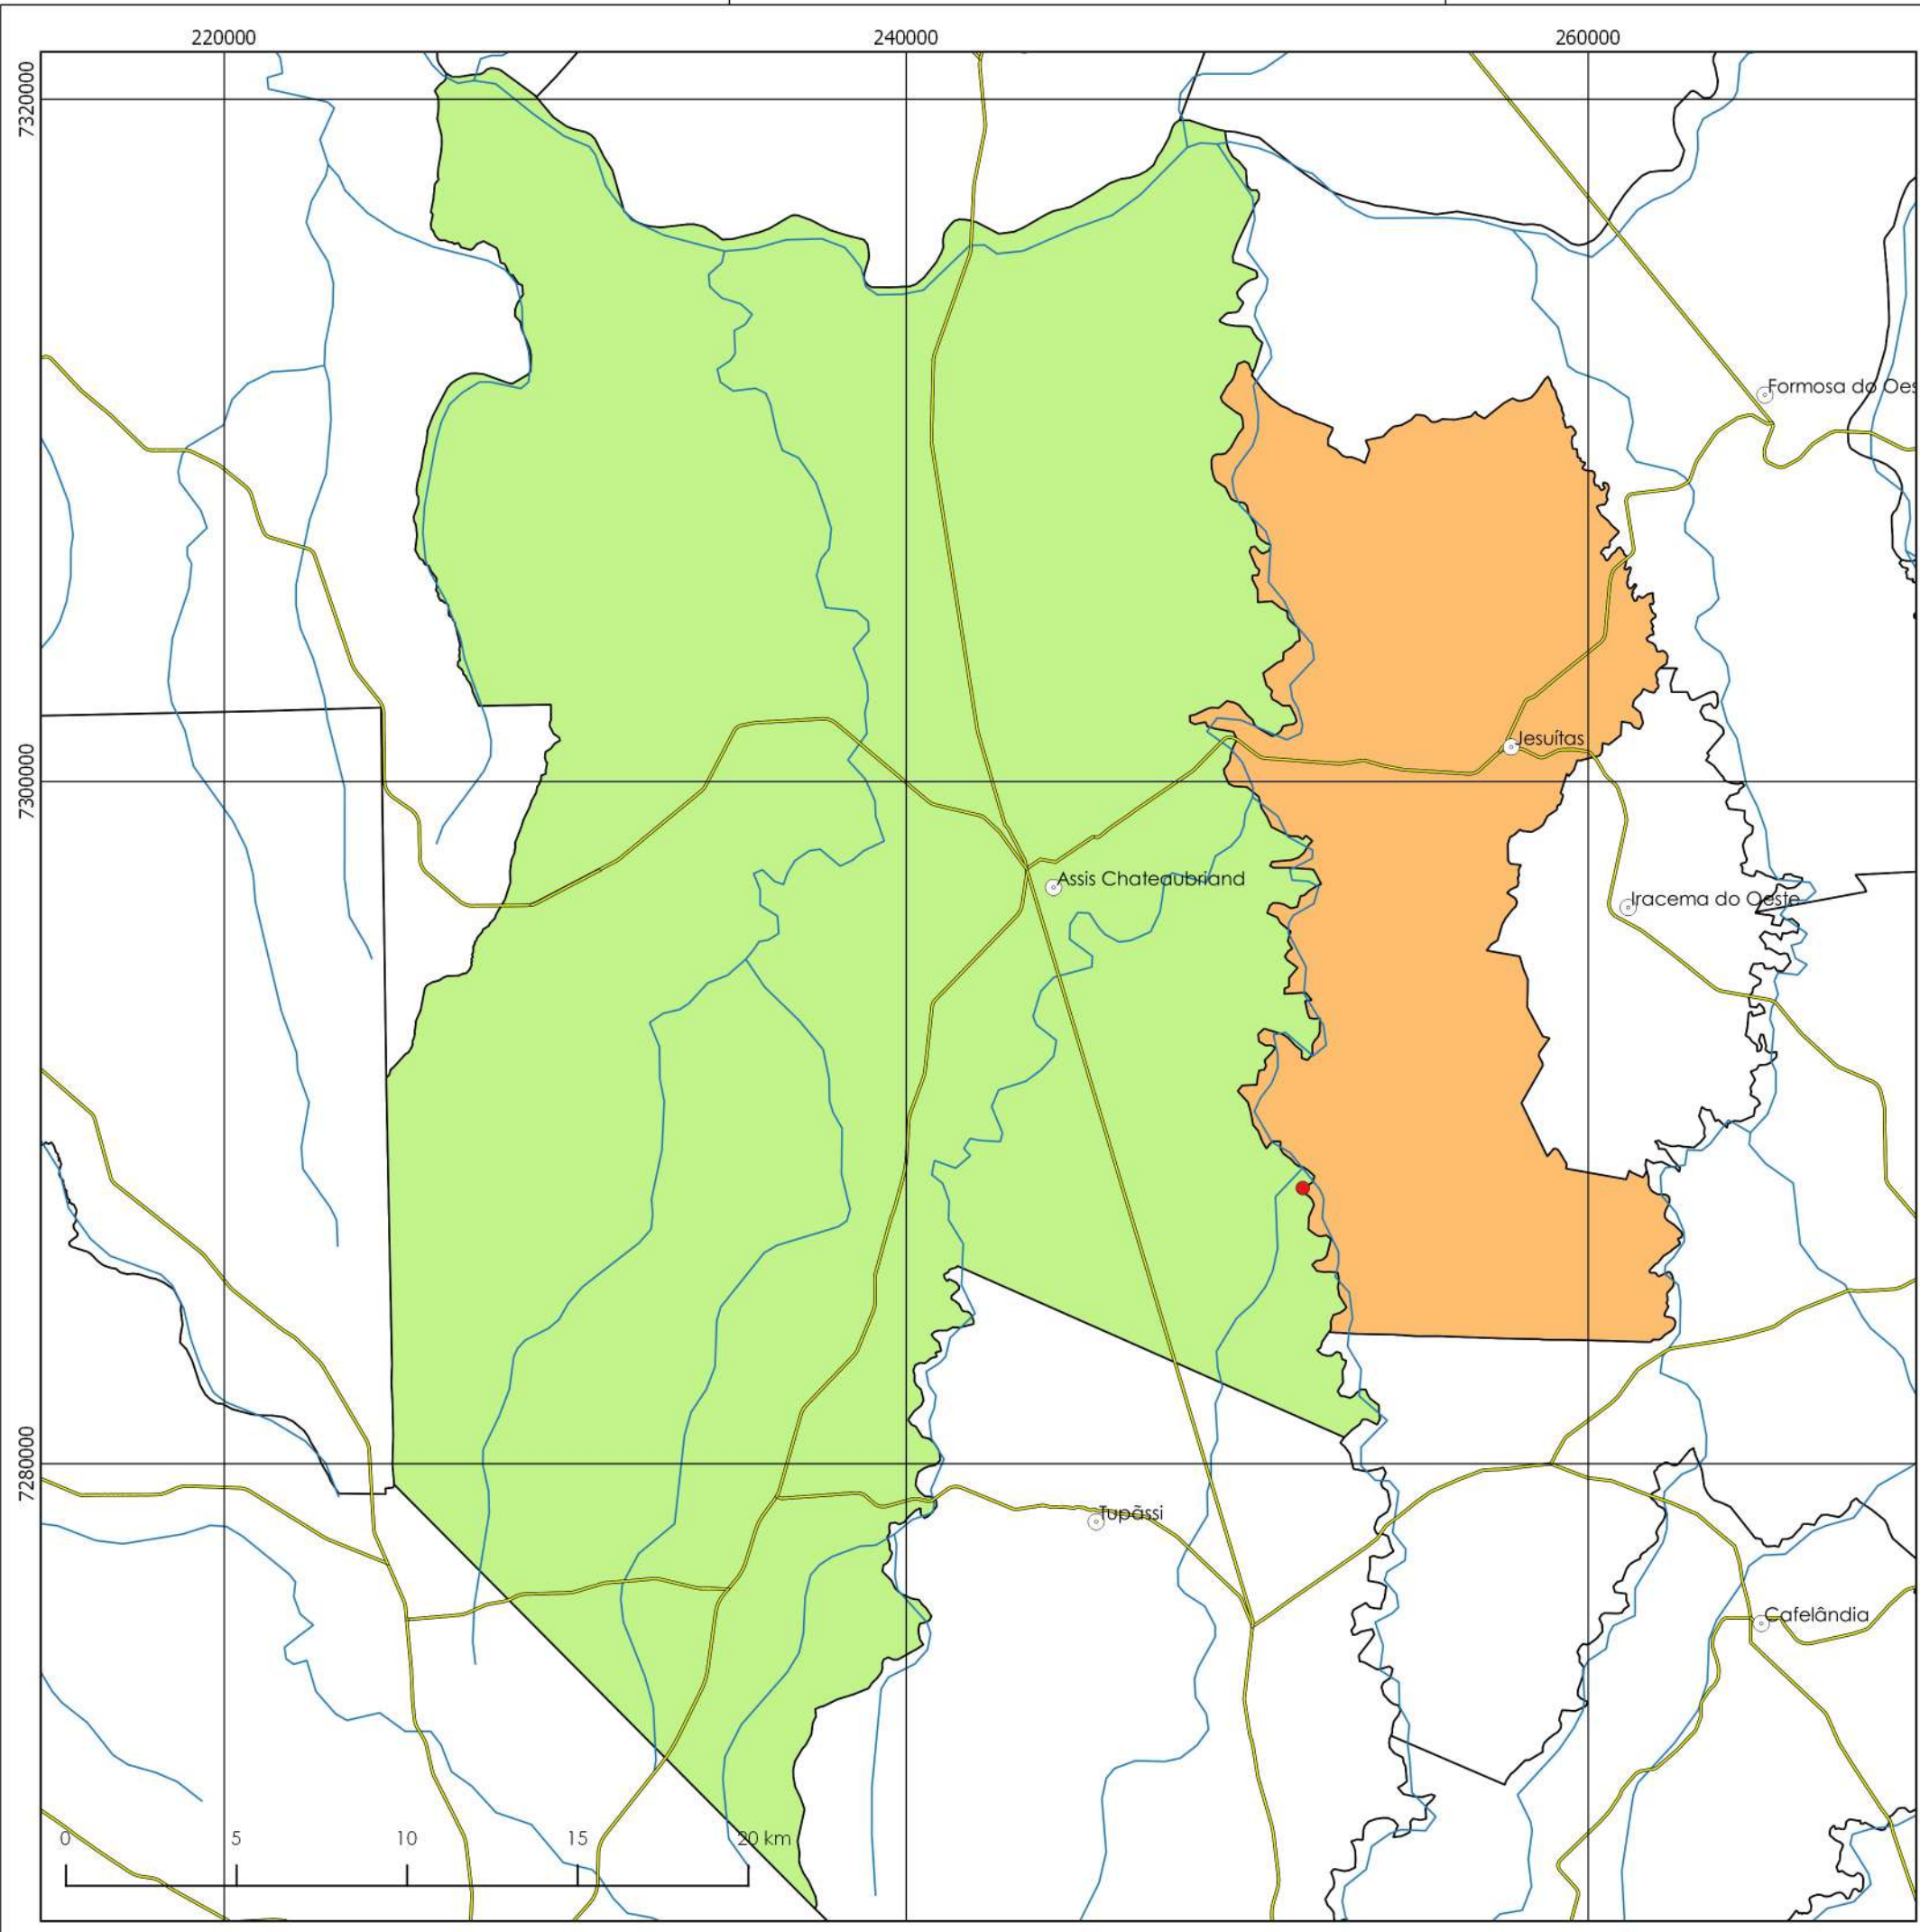 220000
240000
260000
7320000
Formosa do Oes
Jesuítas
7300000
Assis Chateaubriand
Iracema do Oeste
7280000
Tupãssi
Cafelândia
0 5 10 15 20 km